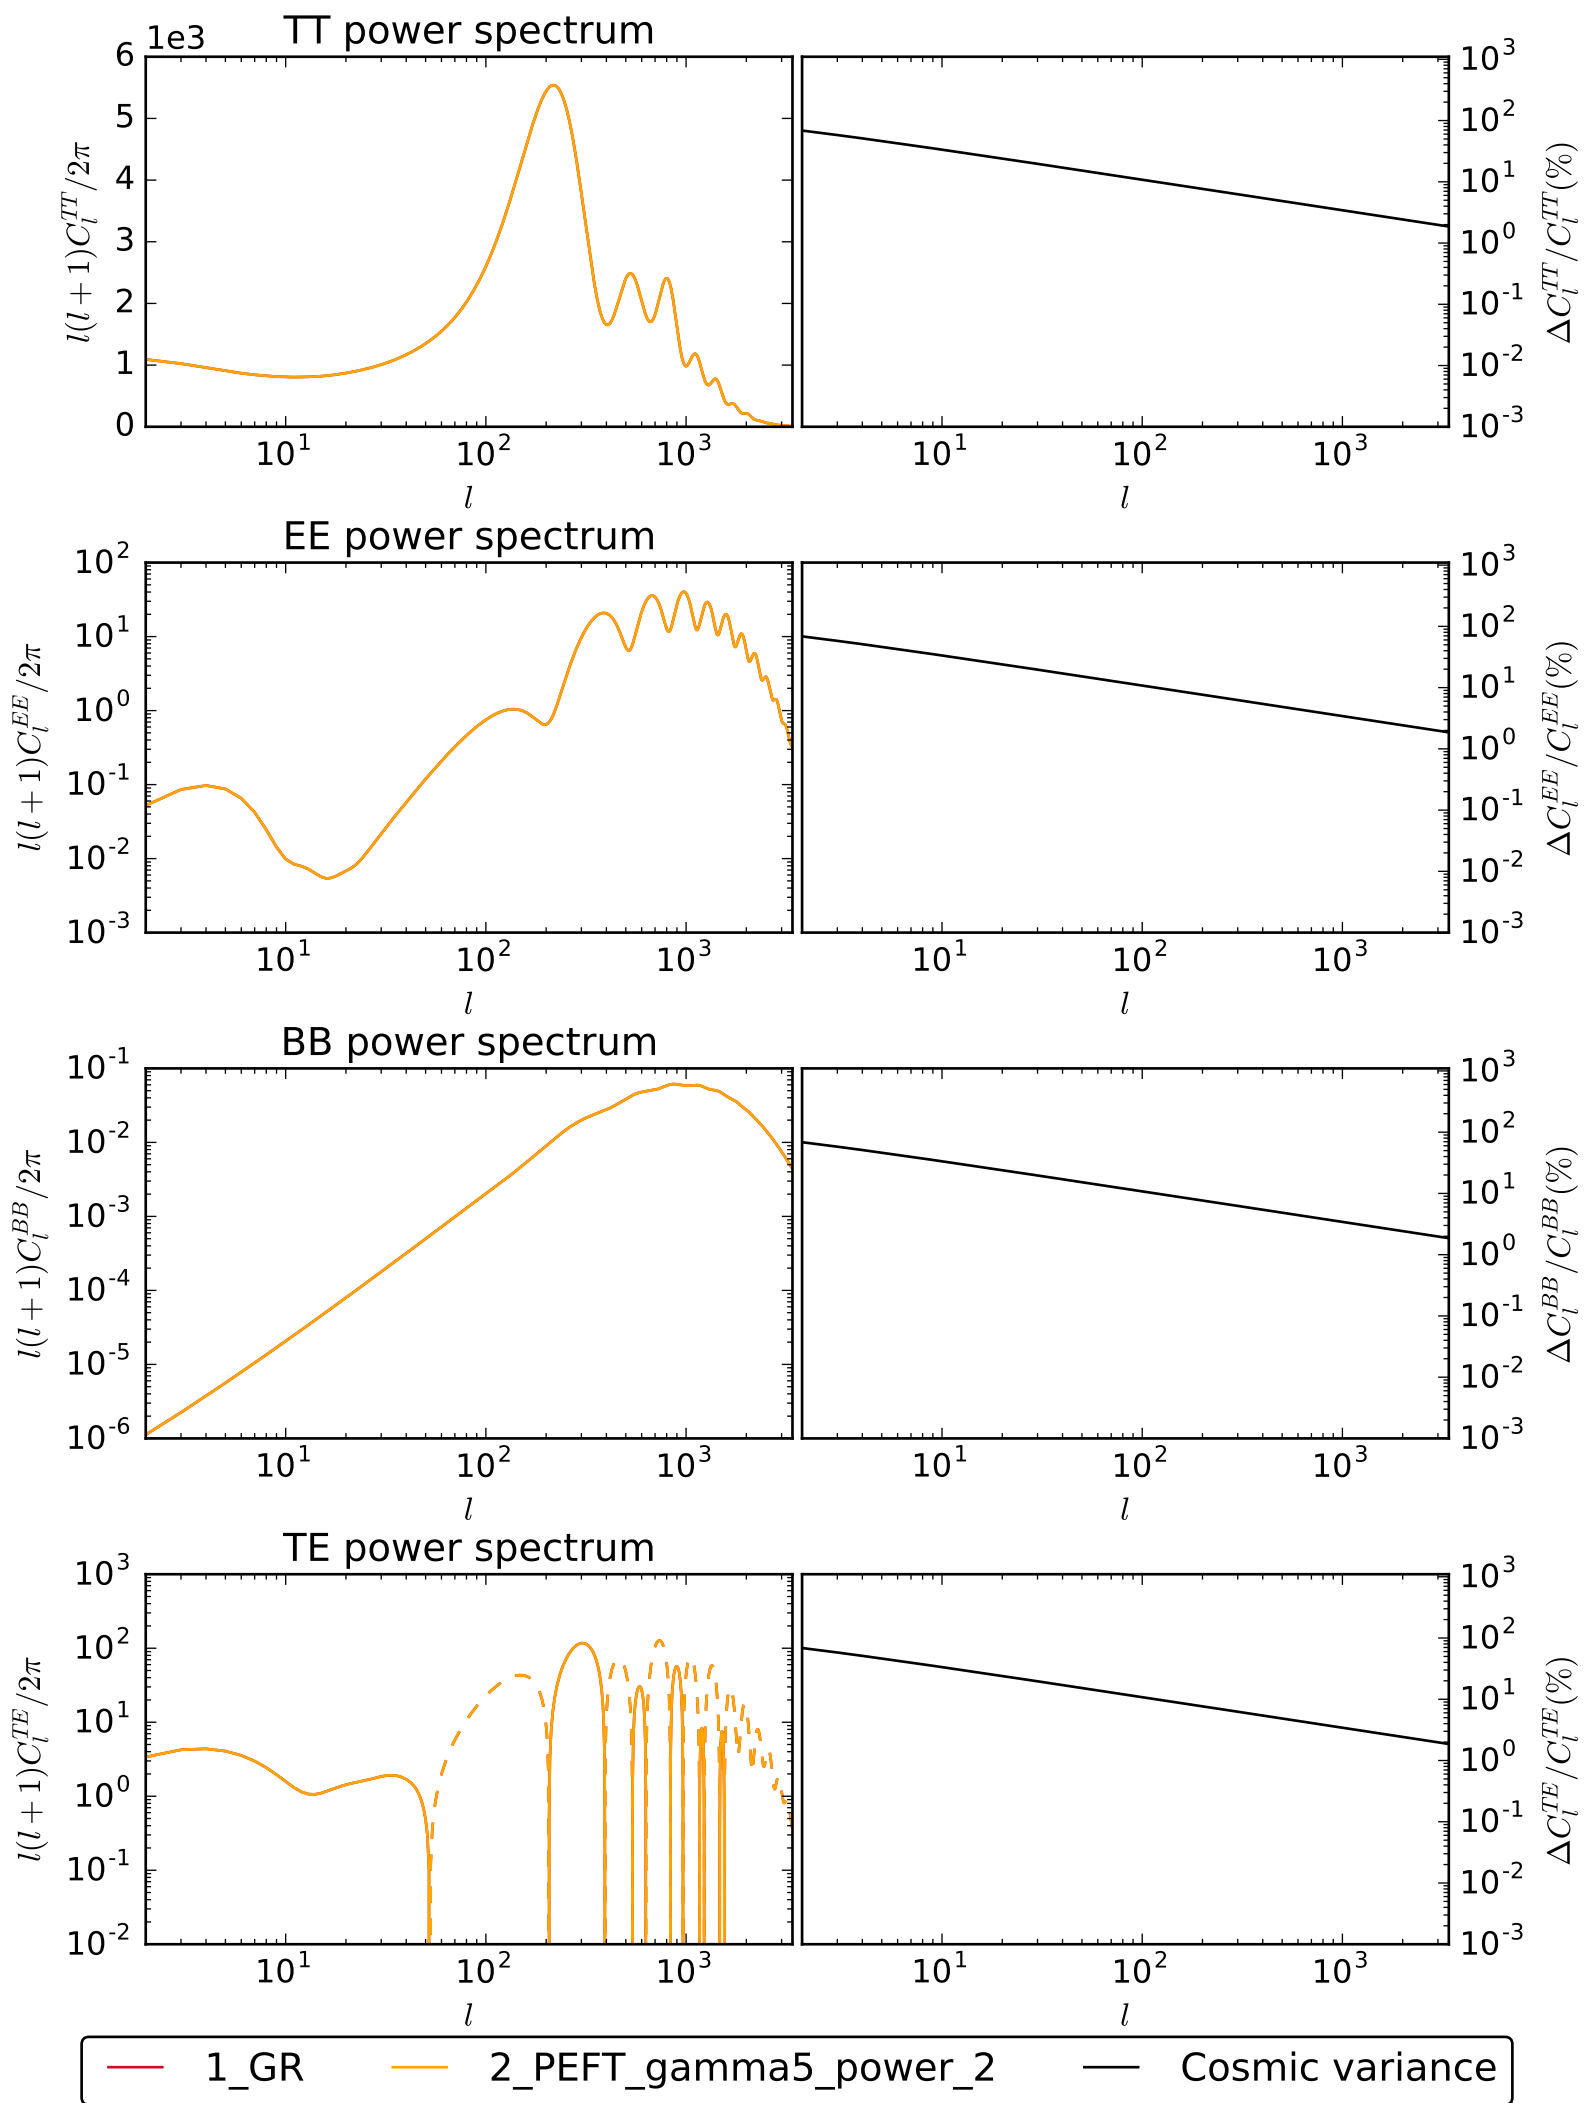 TT power spectrum
1e3
6
5
4
3
2
1
0
l(l+1)C_l^{TT}/2π
10^1 10^2 10^3
l
10^3
10^2
10^1
10^0
10^-1
10^-2
10^-3
ΔC_l^{TT}/C_l^{TT}(%)
10^1 10^2 10^3
l
EE power spectrum
10^2
10^1
10^0
10^-1
10^-2
10^-3
l(l+1)C_l^{EE}/2π
10^1 10^2 10^3
l
10^3
10^2
10^1
10^0
10^-1
10^-2
10^-3
ΔC_l^{EE}/C_l^{EE}(%)
10^1 10^2 10^3
l
BB power spectrum
10^-1
10^-2
10^-3
10^-4
10^-5
10^-6
l(l+1)C_l^{BB}/2π
10^1 10^2 10^3
l
10^3
10^2
10^1
10^0
10^-1
10^-2
10^-3
ΔC_l^{BB}/C_l^{BB}(%)
10^1 10^2 10^3
l
TE power spectrum
10^3
10^2
10^1
10^0
10^-1
10^-2
l(l+1)C_l^{TE}/2π
10^1 10^2 10^3
l
10^3
10^2
10^1
10^0
10^-1
10^-2
10^-3
ΔC_l^{TE}/C_l^{TE}(%)
10^1 10^2 10^3
l
1_GR 2_PEFT_gamma5_power_2 Cosmic variance